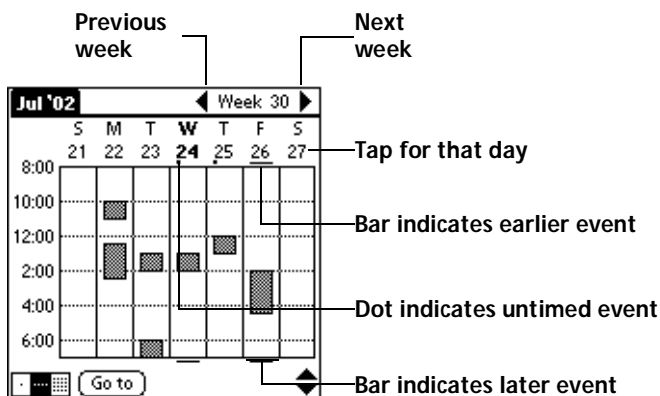 Previous week
Next week
Jul '02
Week 30
S M T W T F S
21 22 23 24 25 26 27
Tap for that day
8:00
10:00
Bar indicates earlier event
12:00
2:00
4:00
Dot indicates untimed event
6:00
Go to
Bar indicates later event